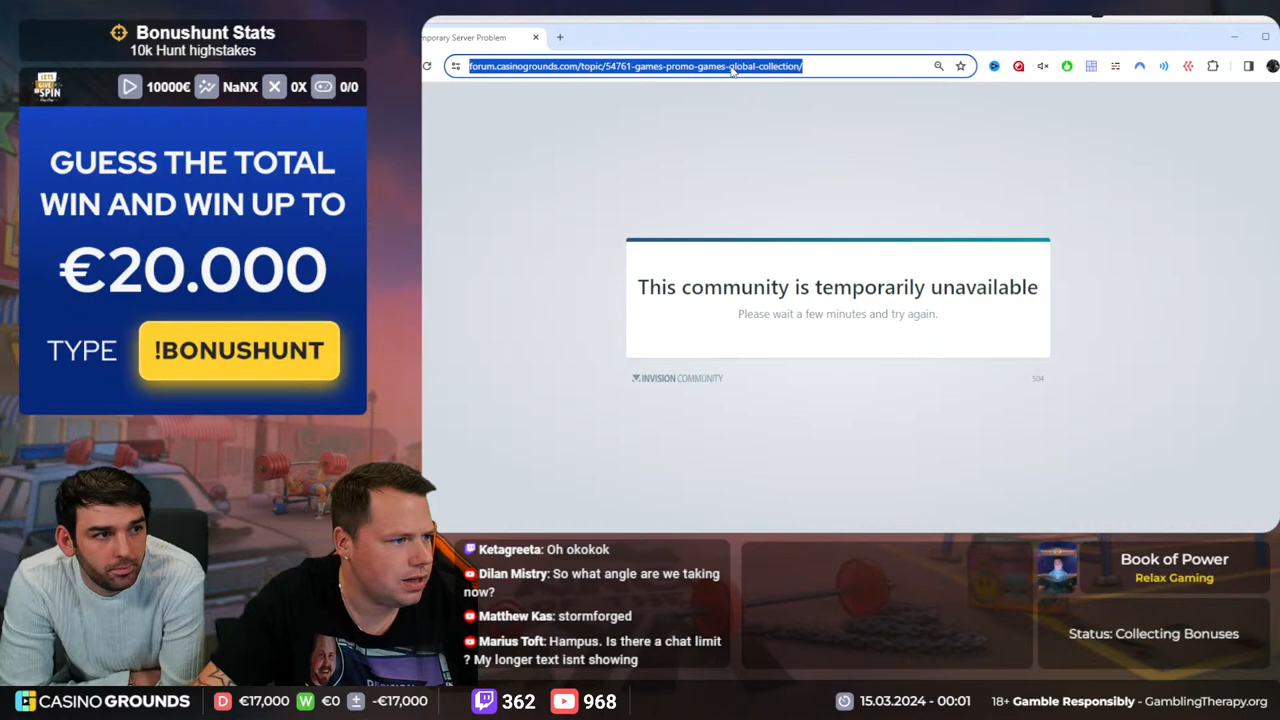 Bonushunt Stats
10k Hunt highstakes
LETS GIVE IT A SPIN
10000€ NaNX 0X 0/0
GUESS THE TOTAL
WIN AND WIN UP TO
€20.000
TYPE !BONUSHUNT
mporary Server Problem
forum.casinogrounds.com/topic/54761-games-promo-games-global-collection/
This community is temporarily unavailable
Please wait a few minutes and try again.
INVISION COMMUNITY 504
Ketagreeta: Oh okokok
Dilan Mistry: So what angle are we taking
now?
Matthew Kas: stormforged
Marius Toft: Hampus. Is there a chat limit
? My longer text isnt showing
Book of Power
Relax Gaming
Status: Collecting Bonuses
CASINOGROUNDS D €17,000 W €0 ± -€17,000 362 968 15.03.2024 - 00:01 18+ Gamble Responsibly - GamblingTherapy.org